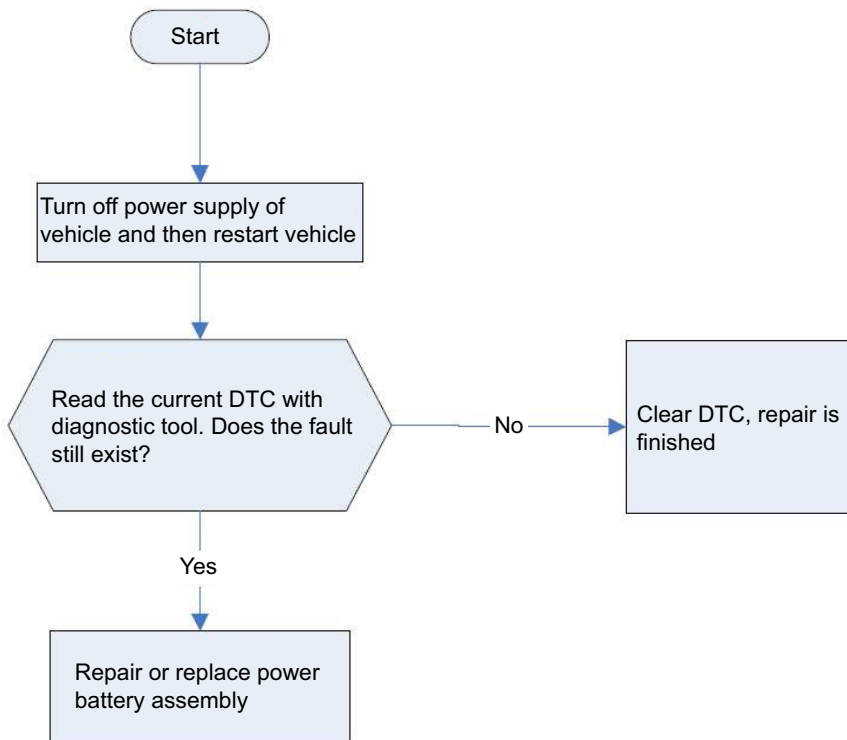 Start
Turn off power supply of
vehicle and then restart vehicle
Read the current DTC with
diagnostic tool. Does the fault
still exist?
No
Clear DTC, repair is
finished
Yes
Repair or replace power
battery assembly